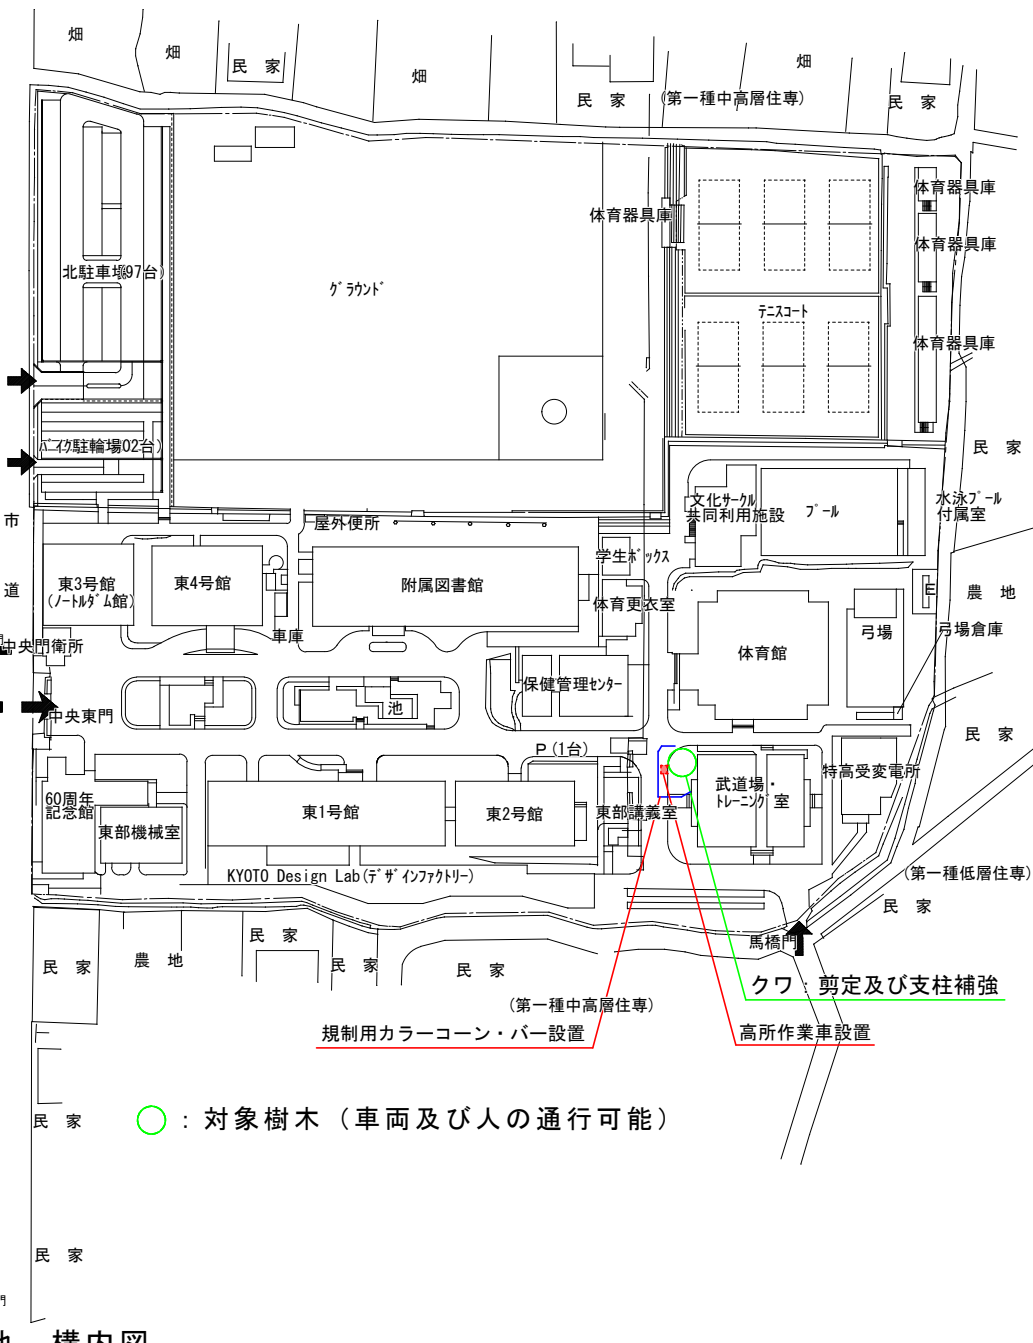 畑
畑
民 家
畑
民 家
(第一種中高層住専)
畑
民 家
体育器具庫
体育器具庫
体育器具庫
体育器具庫
北駐車場97台)
グラウンド
テニスコート
バイク駐輪場02台)
民 家
市
道
屋外便所
文化サークル
共同利用施設
プール
水泳プール
付属室
東3号館
(ノートルダム館)
東4号館
附属図書館
学生ボックス
体育更衣室
車庫
中央門衛所
体育館
弓場
E
農 地
弓場倉庫
保健管理センター
池
中央東門
P(1台)
民 家
60周年
記念館
東部機械室
東1号館
東2号館
東部講義室
武道場・
トレーニング室
特高受変電所
KYOTO Design Lab(デザインファクトリー)
(第一種低層住専)
民 家
馬橋門
民 家
農 地
民 家
民 家
民 家
クワ：剪定及び支柱補強
(第一種中高層住専)
規制用カラーコーン・バー設置
高所作業車設置
民 家
：対象樹木（車両及び人の通行可能）
民 家
門
構内図